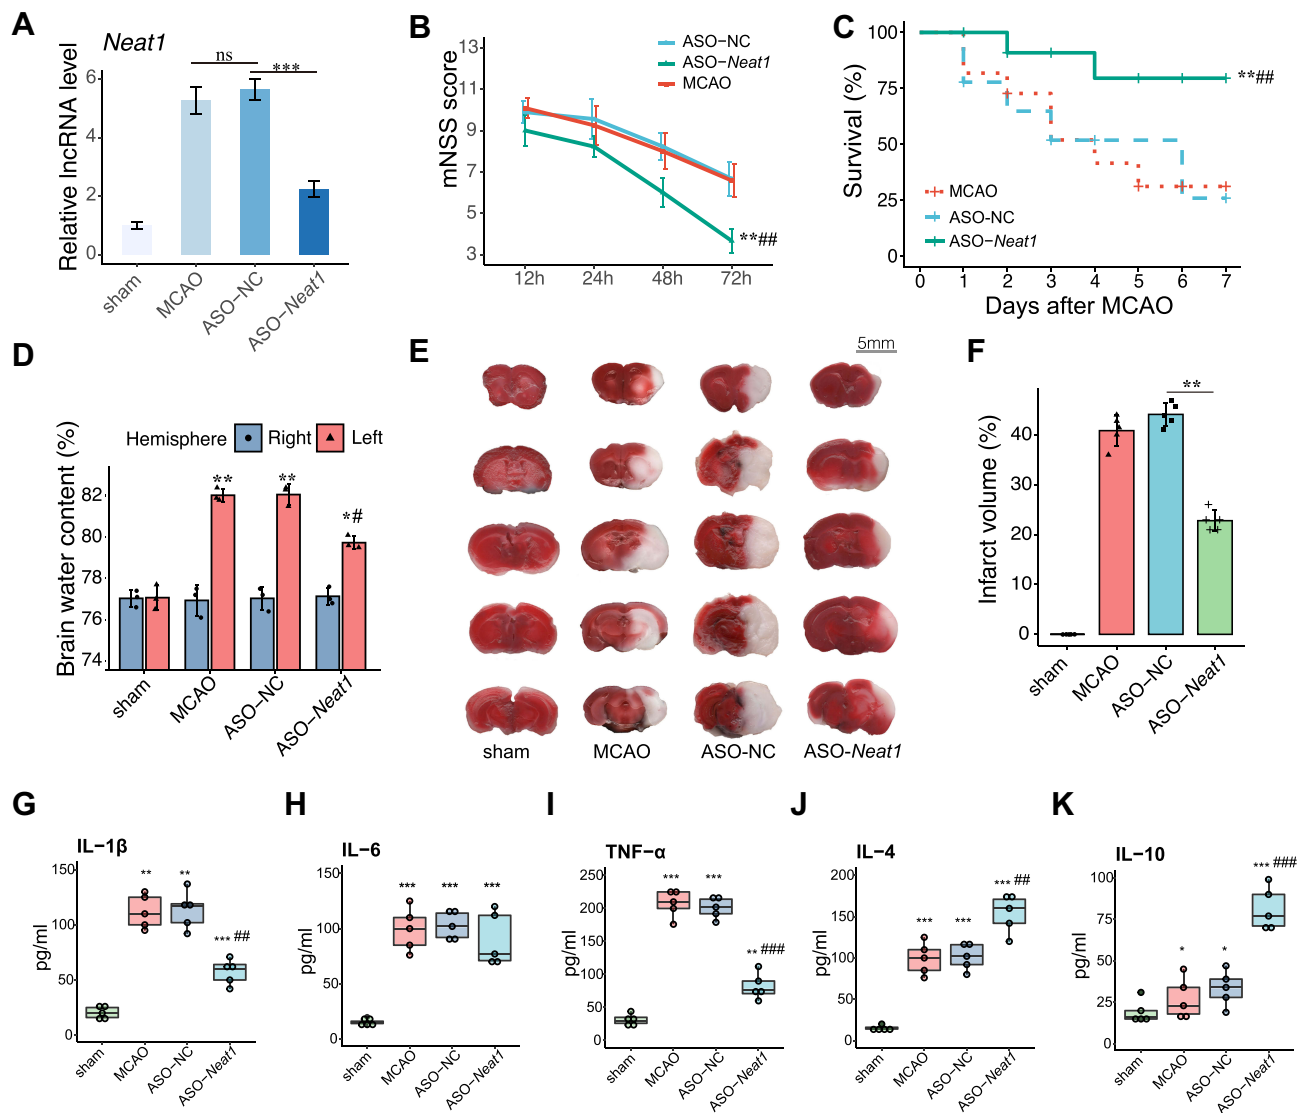 A
Neat1
Relative lncRNA level
6
4
2
0
ns
***
sham
MCAO
ASO−NC
ASO−Neat1
B
mNSS score
13
11
9
7
5
3
ASO−NC
ASO−Neat1
MCAO
**##
12h
24h
48h
72h
C
Survival (%)
100
75
50
25
0
**##
MCAO
ASO-NC
ASO−Neat1
0 1 2 3 4 5 6 7
Days after MCAO
D
Hemisphere Right Left
Brain water content (%)
82
80
78
76
74
**
**
*#
sham
MCAO
ASO−NC
ASO−Neat1
E
5mm
sham
MCAO
ASO-NC
ASO-Neat1
F
Infarct volume (%)
40
30
20
10
0
**
sham
MCAO
ASO−NC
ASO−Neat1
G
IL−1β
pg/ml
150
100
50
0
**
**
*** ##
sham
MCAO
ASO−NC
ASO−Neat1
H
IL−6
pg/ml
150
100
50
0
***
***
***
sham
MCAO
ASO−NC
ASO−Neat1
I
TNF−α
pg/ml
250
200
150
100
50
0
***
***
** ###
sham
MCAO
ASO−NC
ASO−Neat1
J
IL−4
pg/ml
200
150
100
50
0
***
***
*** ##
sham
MCAO
ASO−NC
ASO−Neat1
K
IL−10
pg/ml
100
75
50
25
0
*
*
*** ###
sham
MCAO
ASO−NC
ASO−Neat1